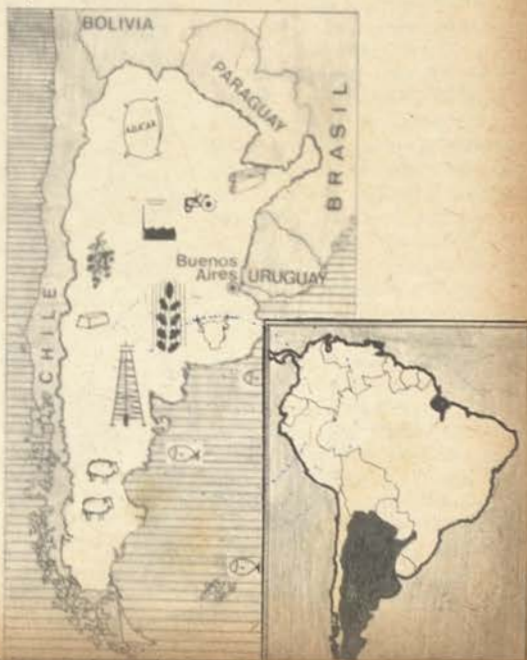 BOLIVIA
PARAGUAY
BRASIL
AZUCAR
Buenos
Aires
URUGUAY
CHILE